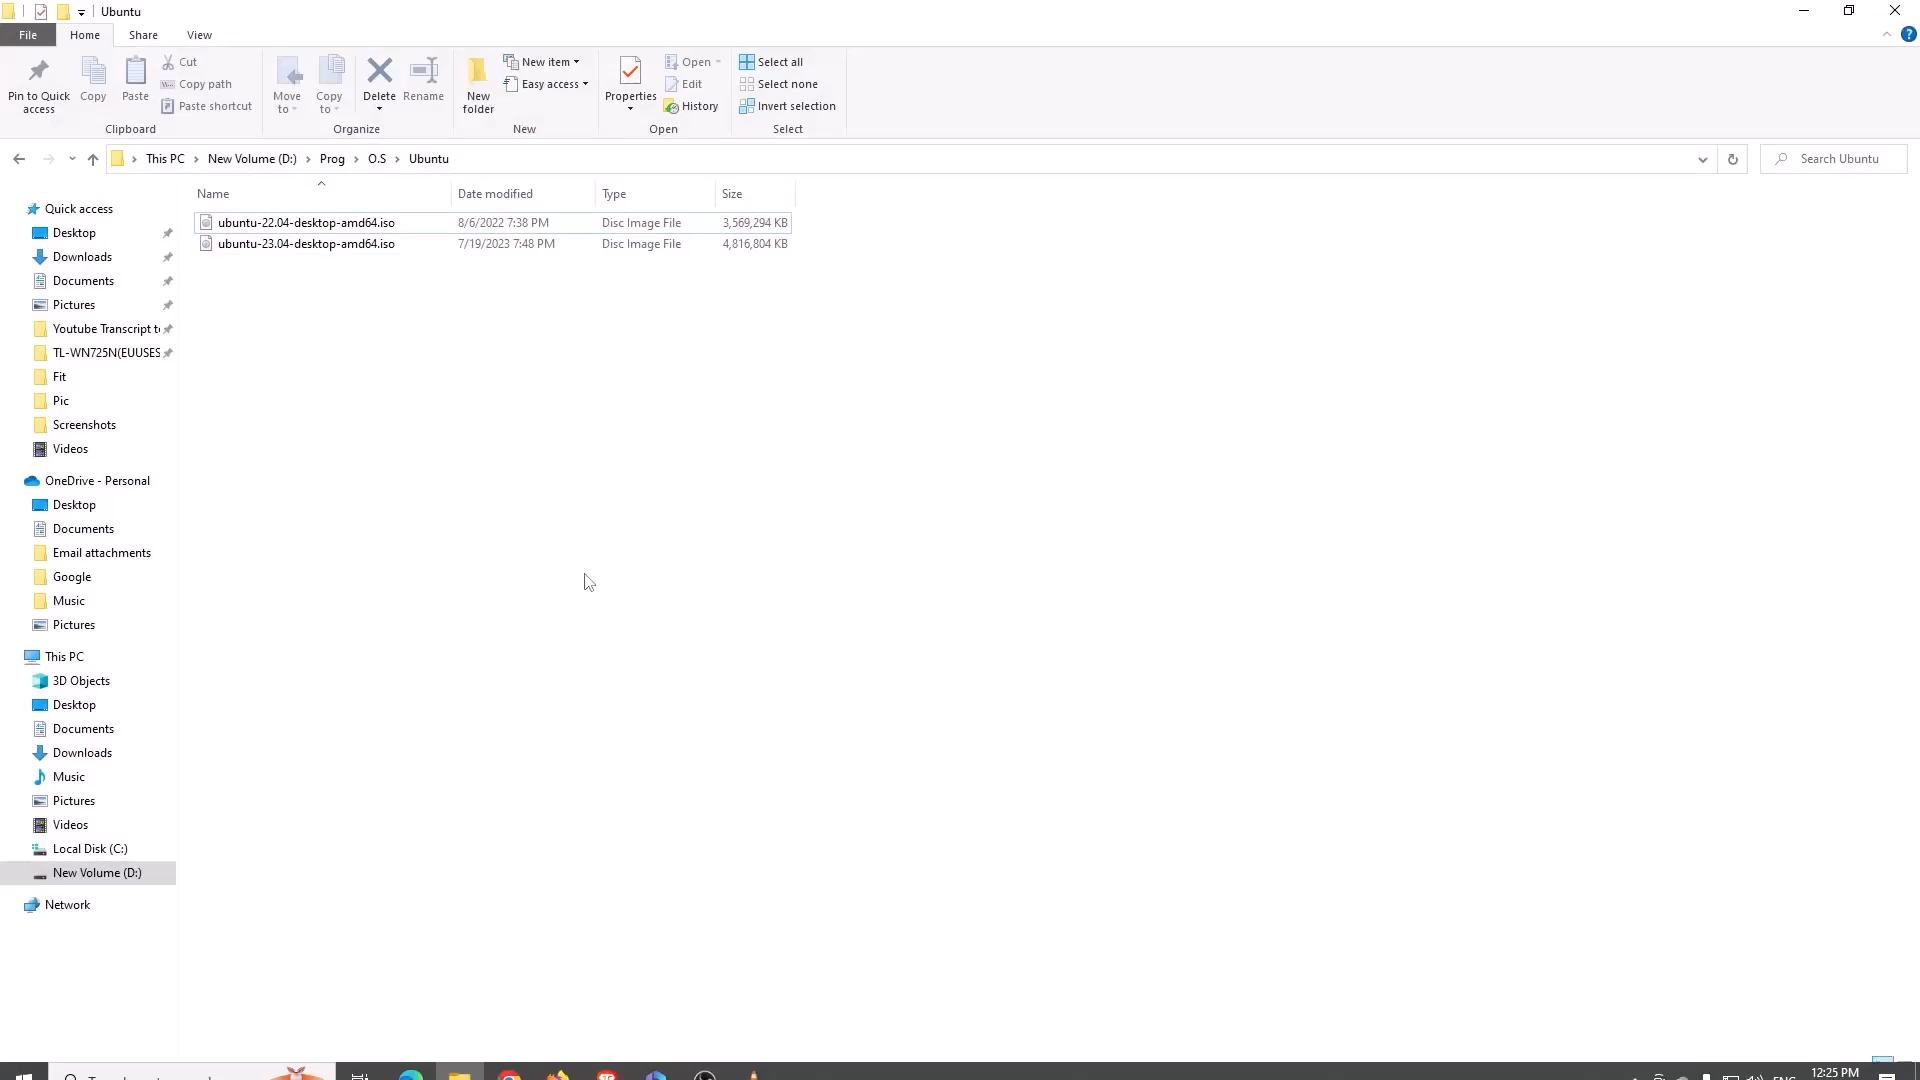 Ubuntu
File Home Share View
Pin to Quick access
Copy
Paste
Cut
Copy path
Paste shortcut
Clipboard
Move to
Copy to
Delete
Rename
Organize
New folder
New item
Easy access
New
Properties
Open
Edit
History
Open
Select all
Select none
Invert selection
Select
This PC › New Volume (D:) › Prog › O.S › Ubuntu
Search Ubuntu
Name Date modified Type Size
ubuntu-22.04-desktop-amd64.iso 8/6/2022 7:38 PM Disc Image File 3,569,294 KB
ubuntu-23.04-desktop-amd64.iso 7/19/2023 7:48 PM Disc Image File 4,816,804 KB
Quick access
Desktop
Downloads
Documents
Pictures
Youtube Transcript t
TL-WN725N(EUUSES
Fit
Pic
Screenshots
Videos
OneDrive - Personal
Desktop
Documents
Email attachments
Google
Music
Pictures
This PC
3D Objects
Desktop
Documents
Downloads
Music
Pictures
Videos
Local Disk (C:)
New Volume (D:)
Network
12:25 PM